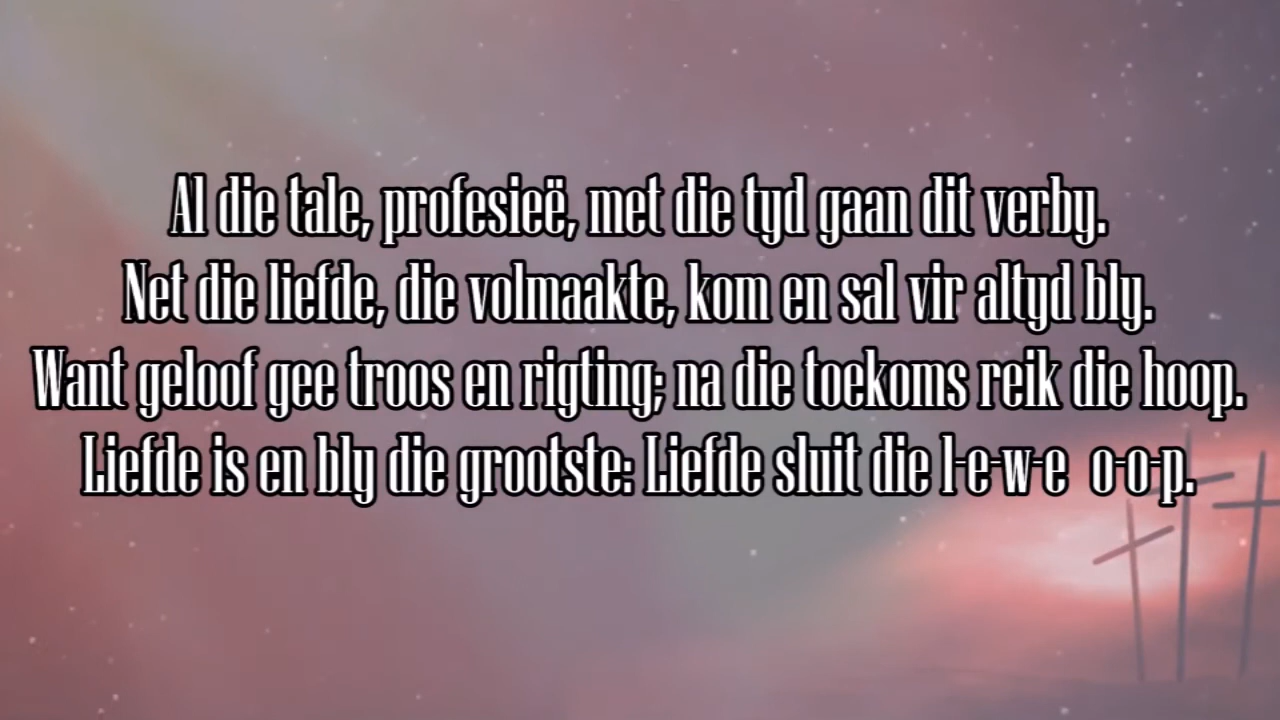 Al die tale, profesieë, met die tyd gaan dit verby.
Net die liefde, die volmaakte, kom en sal vir altyd bly.
Want geloof gee troos en rigting; na die toekoms reik die hoop.
Liefde is en bly die grootste: Liefde sluit die l-e-w-e o-o-p.